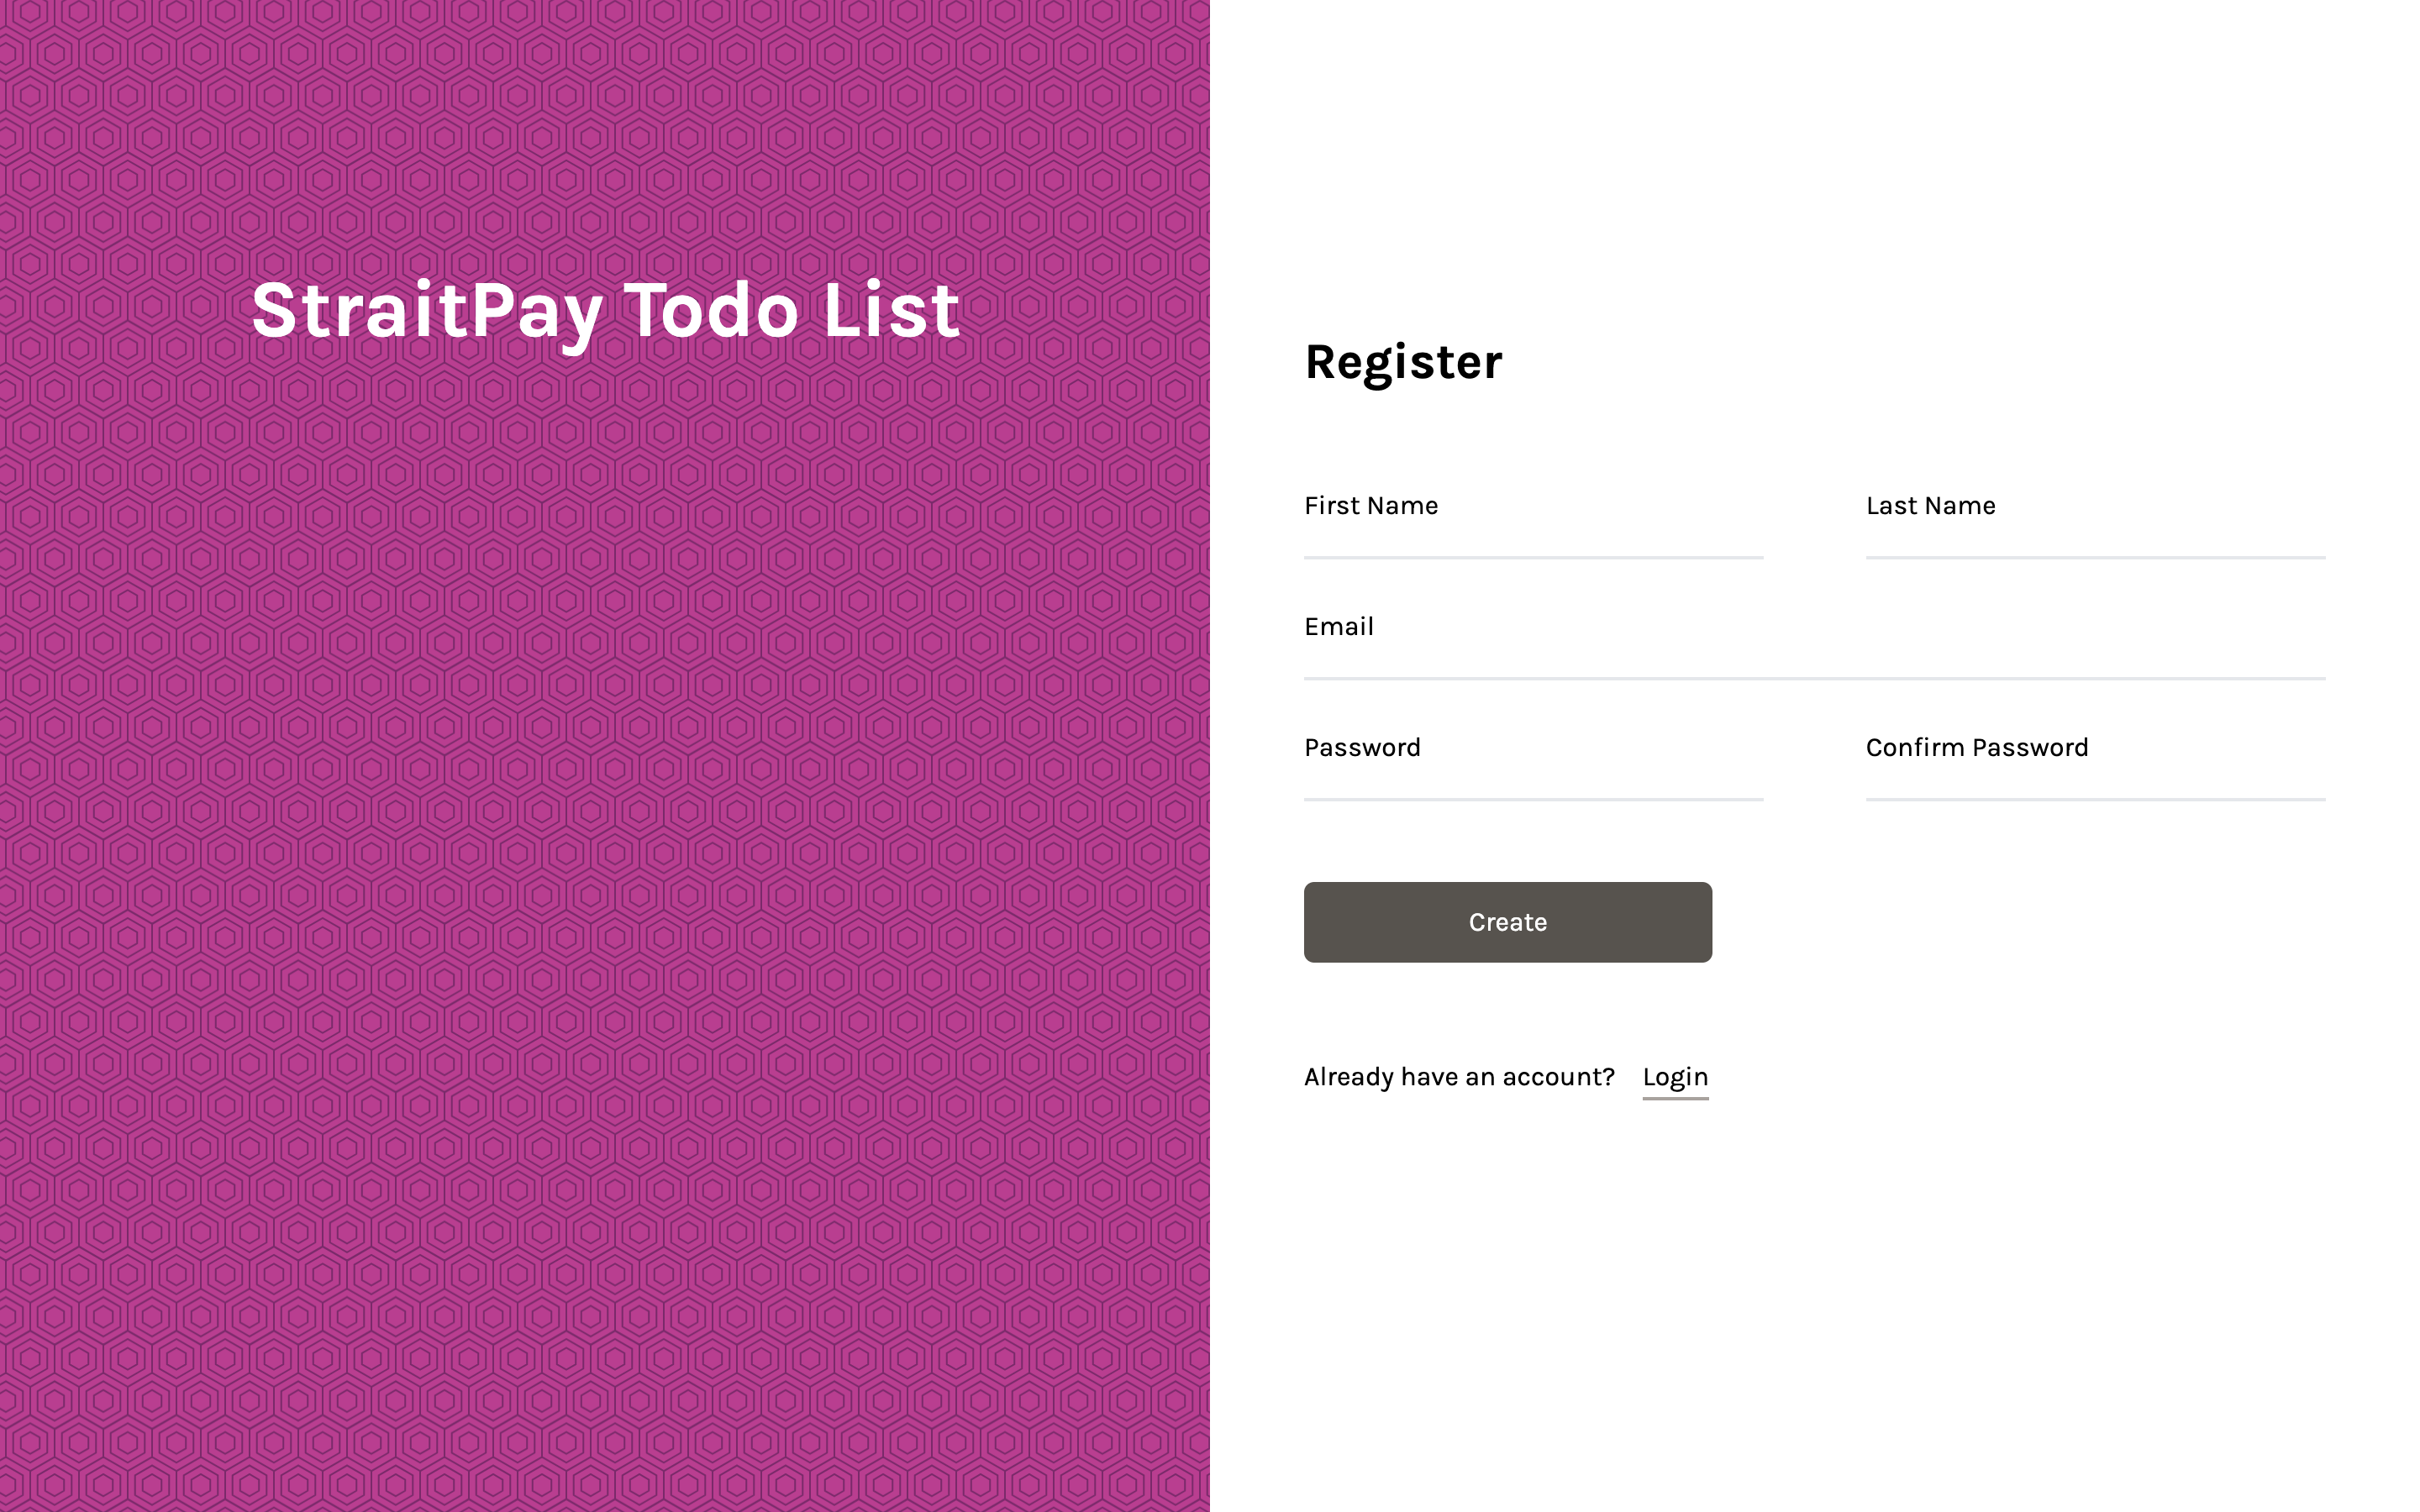 StraitPay Todo List
Register
First Name
Last Name
Email
Password
Confirm Password
Create
Already have an account? Login